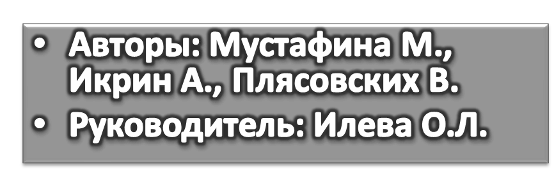 • Авторы: Мустафина М.,
Икрин А., Плясовских В.
• Руководитель: Илева О.Л.